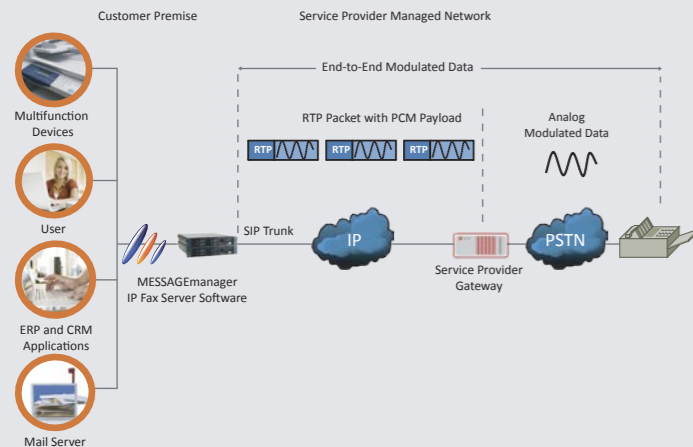 Customer Premise
Service Provider Managed Network
End-to-End Modulated Data
Multifunction
Devices
RTP Packet with PCM Payload
Analog
Modulated Data
RTP
RTP
RTP
User
SIP Trunk
IP
PSTN
MESSAGEmanager
IP Fax Server Software
Service Provider
Gateway
ERP and CRM
Applications
Mail Server